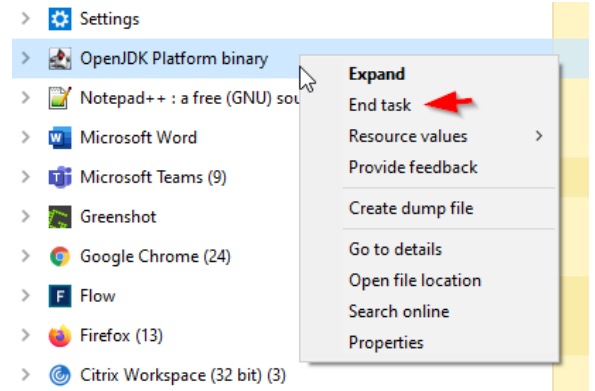 Settings
OpenJDK Platform binary
Notepad++ : a free (GNU) sou
Microsoft Word
Microsoft Teams (9)
Greenshot
Google Chrome (24)
Flow
Firefox (13)
Citrix Workspace (32 bit) (3)
Expand
End task
Resource values
Provide feedback
Create dump file
Go to details
Open file location
Search online
Properties